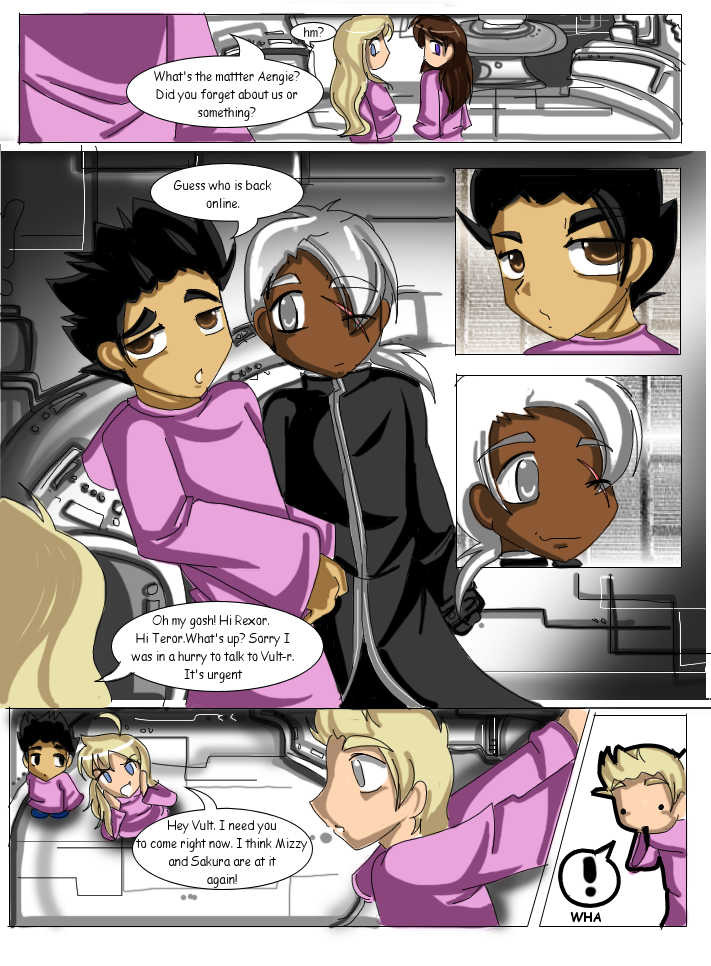 hm?
What's the mattter Aengie?
Did you forget about us or
something?
Guess who is back
online.
Oh my gosh! Hi Rexor.
Hi Teror.What's up? Sorry I
was in a hurry to talk to Vult-r.
It's urgent
Hey Vult. I need you
to come right now. I think Mizzy
and Sakura are at it
again!
!
WHA